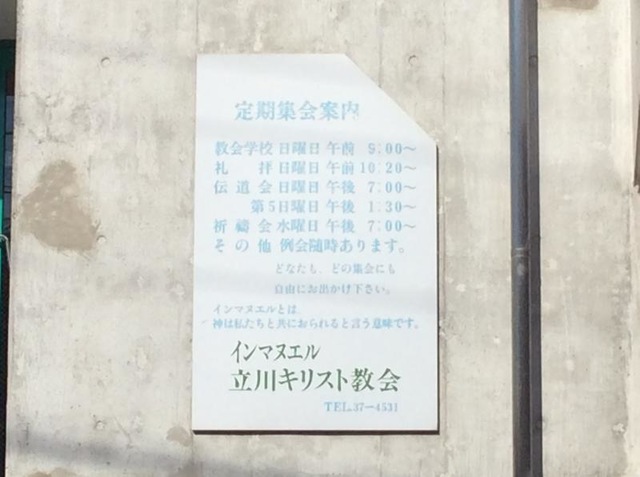 定期集会案内
教会学校 日曜日 午前 9:00〜
礼拝 日曜日 午前 10:20〜
伝道会 日曜日 午後 7:00〜
第5日曜日 午後 1:30〜
祈祷会 水曜日 午後 7:00〜
その他 例会随時あります。
どなたも、どの集会にも
自由にお出かけ下さい。
インマヌエルとは
神は私たちと共におられると言う意味です。
インマヌエル
立川キリスト教会
TEL.37-4531